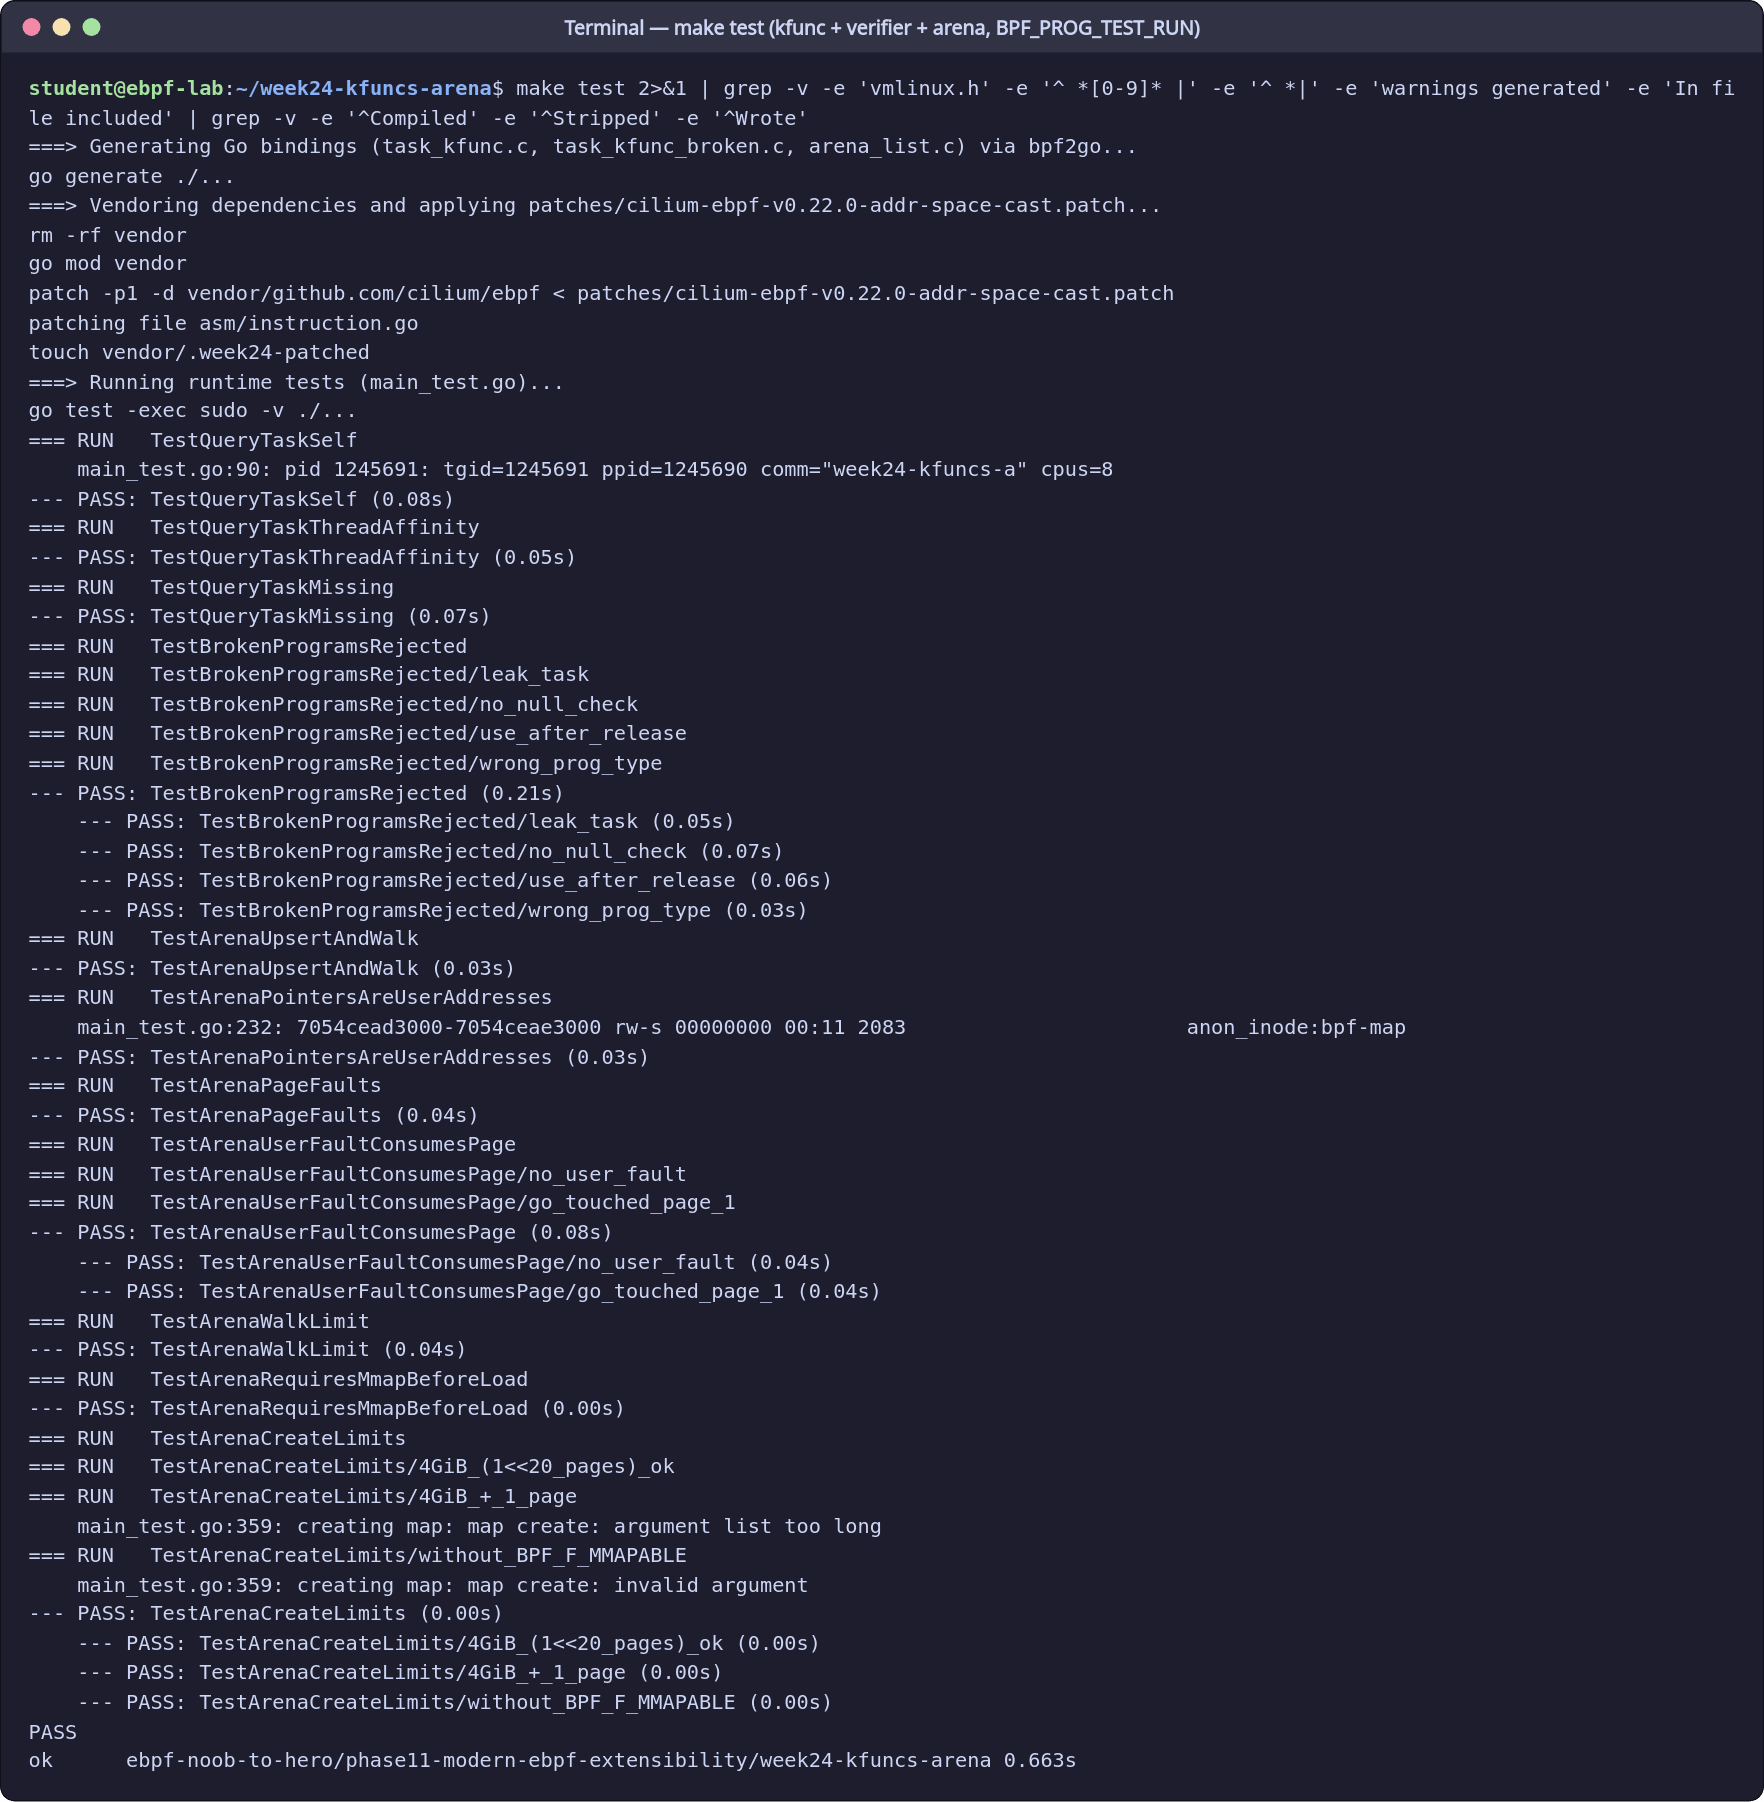 Terminal — make test (kfunc + verifier + arena, BPF_PROG_TEST_RUN)
student@ebpf-lab:~/week24-kfuncs-arena$ make test 2>&1 | grep -v -e 'vmlinux.h' -e '^ *[0-9]* |' -e '^ *|' -e 'warnings generated' -e 'In fi
le included' | grep -v -e '^Compiled' -e '^Stripped' -e '^Wrote'
===> Generating Go bindings (task_kfunc.c, task_kfunc_broken.c, arena_list.c) via bpf2go...
go generate ./...
===> Vendoring dependencies and applying patches/cilium-ebpf-v0.22.0-addr-space-cast.patch...
rm -rf vendor
go mod vendor
patch -p1 -d vendor/github.com/cilium/ebpf < patches/cilium-ebpf-v0.22.0-addr-space-cast.patch
patching file asm/instruction.go
touch vendor/.week24-patched
===> Running runtime tests (main_test.go)...
go test -exec sudo -v ./...
=== RUN   TestQueryTaskSelf
    main_test.go:90: pid 1245691: tgid=1245691 ppid=1245690 comm="week24-kfuncs-a" cpus=8
--- PASS: TestQueryTaskSelf (0.08s)
=== RUN   TestQueryTaskThreadAffinity
--- PASS: TestQueryTaskThreadAffinity (0.05s)
=== RUN   TestQueryTaskMissing
--- PASS: TestQueryTaskMissing (0.07s)
=== RUN   TestBrokenProgramsRejected
=== RUN   TestBrokenProgramsRejected/leak_task
=== RUN   TestBrokenProgramsRejected/no_null_check
=== RUN   TestBrokenProgramsRejected/use_after_release
=== RUN   TestBrokenProgramsRejected/wrong_prog_type
--- PASS: TestBrokenProgramsRejected (0.21s)
    --- PASS: TestBrokenProgramsRejected/leak_task (0.05s)
    --- PASS: TestBrokenProgramsRejected/no_null_check (0.07s)
    --- PASS: TestBrokenProgramsRejected/use_after_release (0.06s)
    --- PASS: TestBrokenProgramsRejected/wrong_prog_type (0.03s)
=== RUN   TestArenaUpsertAndWalk
--- PASS: TestArenaUpsertAndWalk (0.03s)
=== RUN   TestArenaPointersAreUserAddresses
    main_test.go:232: 7054cead3000-7054ceae3000 rw-s 00000000 00:11 2083                       anon_inode:bpf-map
--- PASS: TestArenaPointersAreUserAddresses (0.03s)
=== RUN   TestArenaPageFaults
--- PASS: TestArenaPageFaults (0.04s)
=== RUN   TestArenaUserFaultConsumesPage
=== RUN   TestArenaUserFaultConsumesPage/no_user_fault
=== RUN   TestArenaUserFaultConsumesPage/go_touched_page_1
--- PASS: TestArenaUserFaultConsumesPage (0.08s)
    --- PASS: TestArenaUserFaultConsumesPage/no_user_fault (0.04s)
    --- PASS: TestArenaUserFaultConsumesPage/go_touched_page_1 (0.04s)
=== RUN   TestArenaWalkLimit
--- PASS: TestArenaWalkLimit (0.04s)
=== RUN   TestArenaRequiresMmapBeforeLoad
--- PASS: TestArenaRequiresMmapBeforeLoad (0.00s)
=== RUN   TestArenaCreateLimits
=== RUN   TestArenaCreateLimits/4GiB_(1<<20_pages)_ok
=== RUN   TestArenaCreateLimits/4GiB_+_1_page
    main_test.go:359: creating map: map create: argument list too long
=== RUN   TestArenaCreateLimits/without_BPF_F_MMAPABLE
    main_test.go:359: creating map: map create: invalid argument
--- PASS: TestArenaCreateLimits (0.00s)
    --- PASS: TestArenaCreateLimits/4GiB_(1<<20_pages)_ok (0.00s)
    --- PASS: TestArenaCreateLimits/4GiB_+_1_page (0.00s)
    --- PASS: TestArenaCreateLimits/without_BPF_F_MMAPABLE (0.00s)
PASS
ok      ebpf-noob-to-hero/phase11-modern-ebpf-extensibility/week24-kfuncs-arena 0.663s